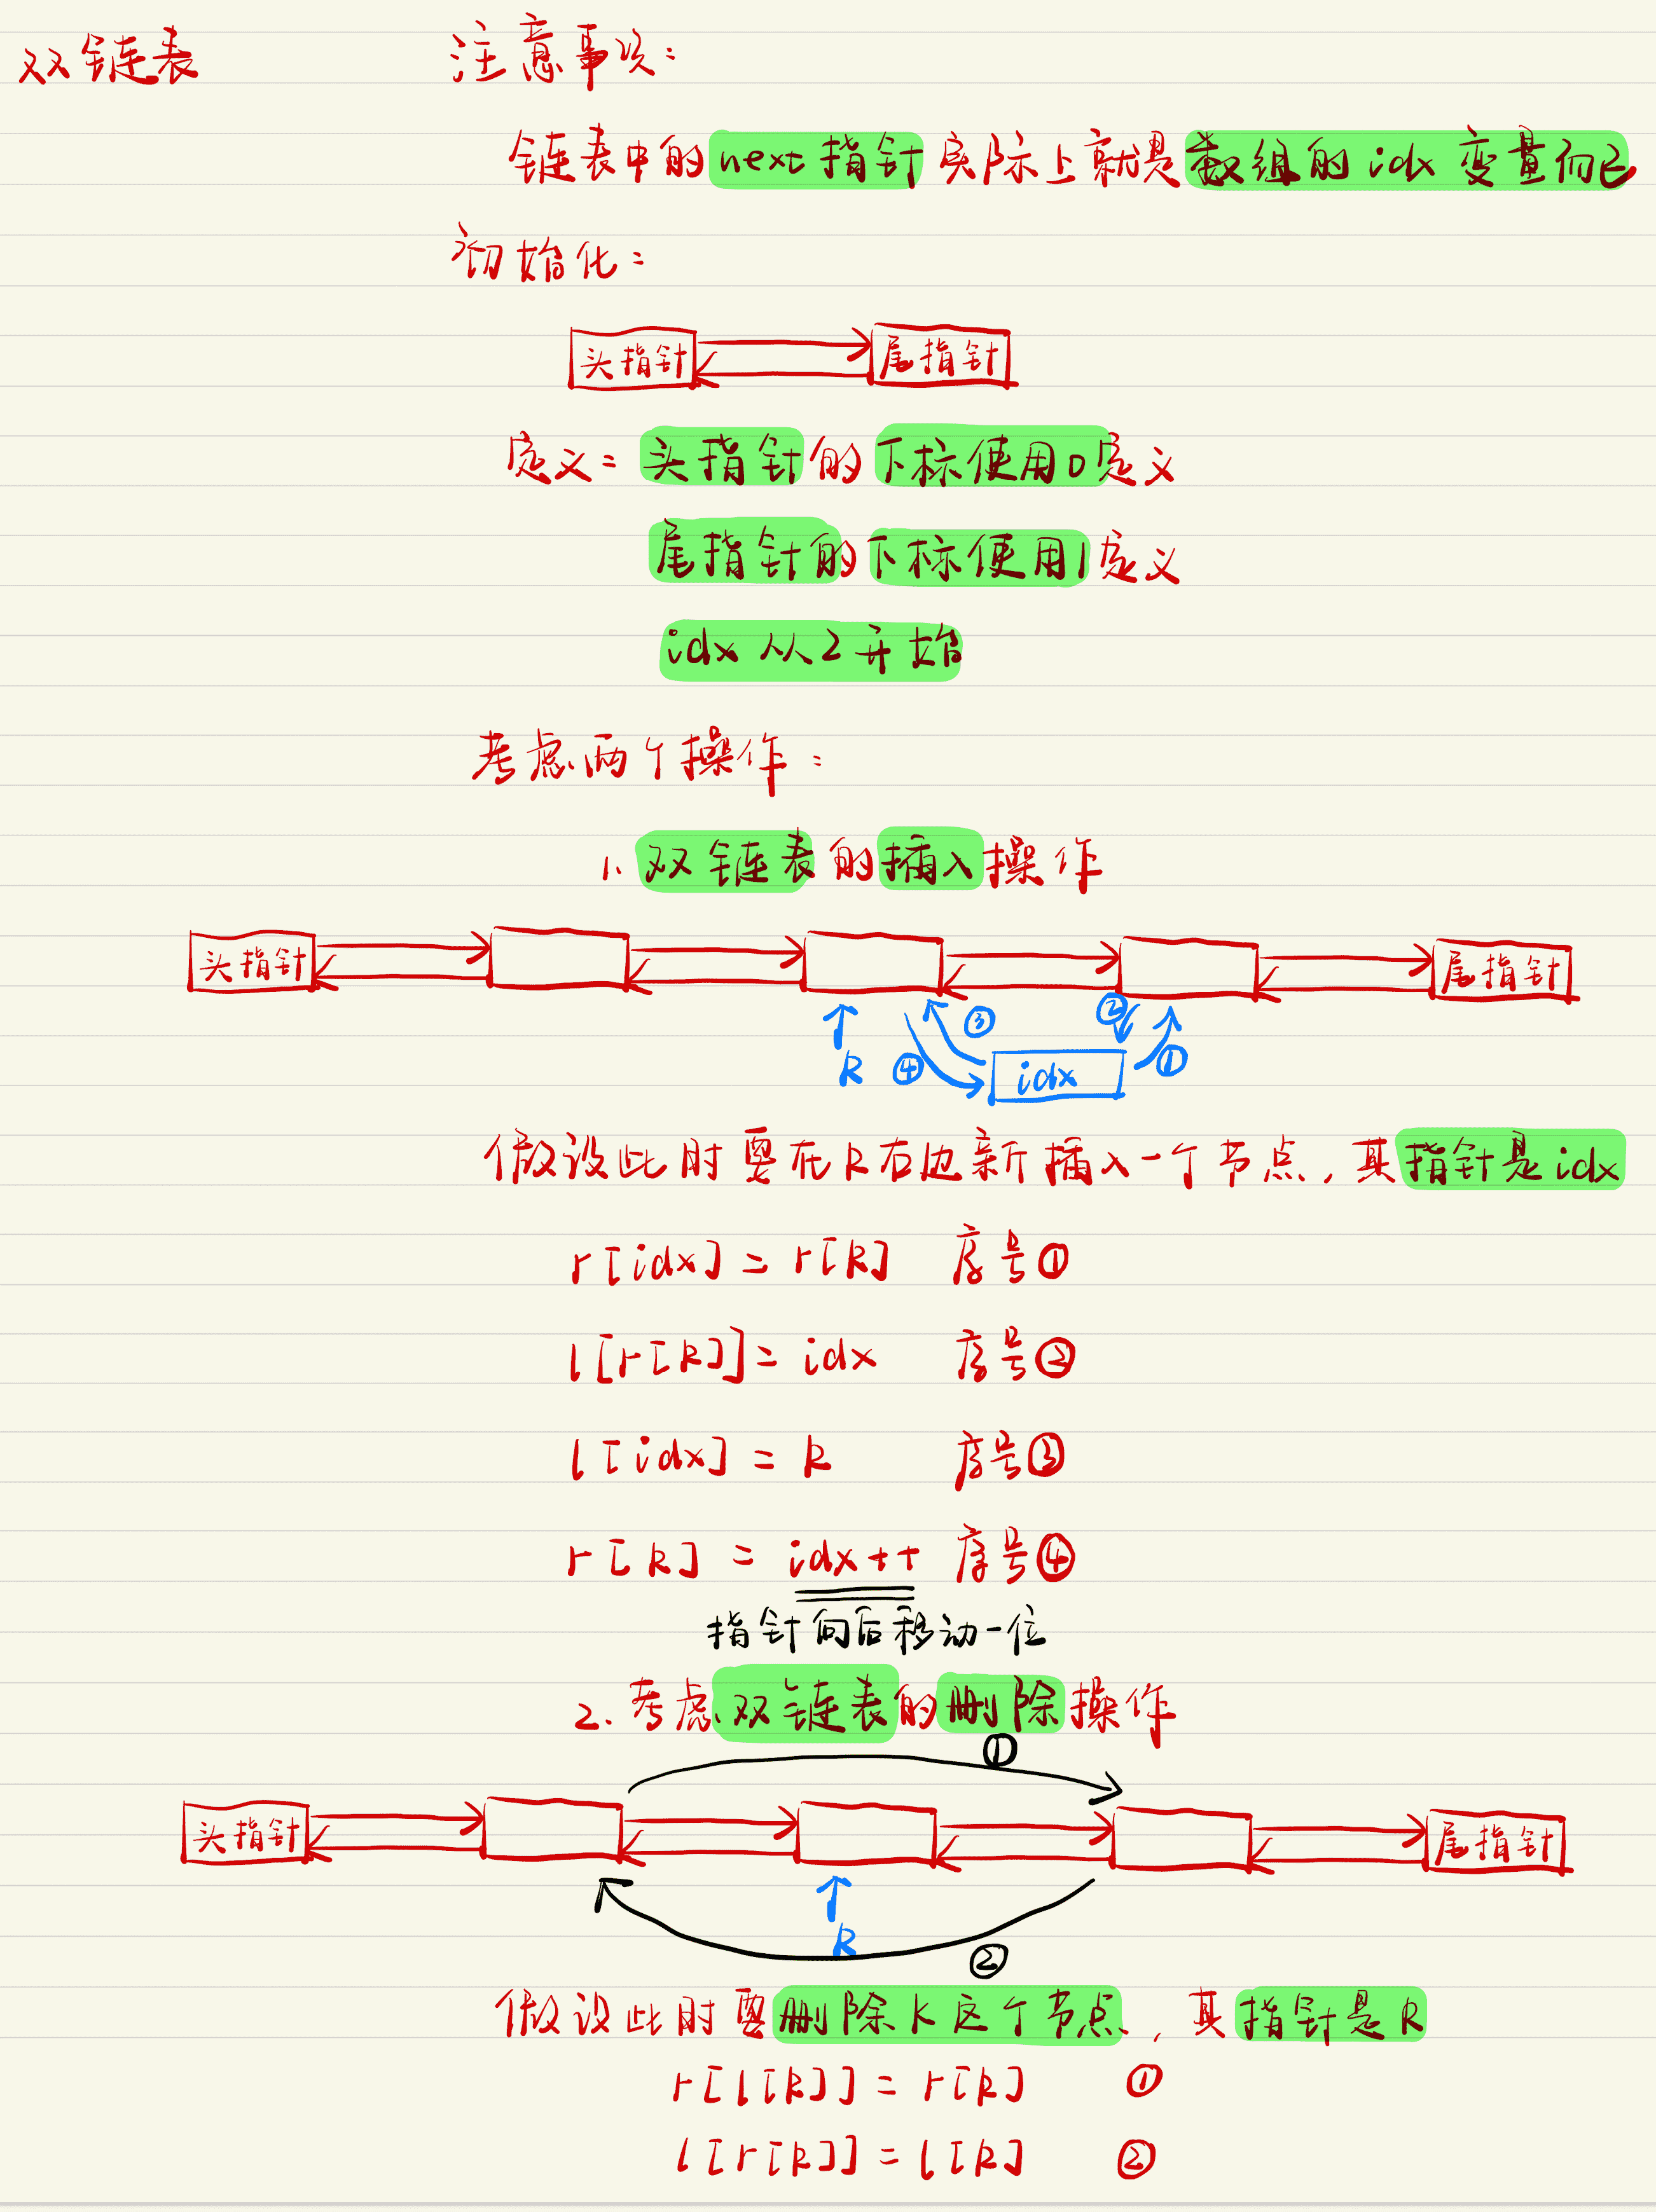 双链表 注意事项:
链表中的next指针实际上就是数组的idx变量而已
初始化:
头指针 尾指针
定义: 头指针的下标使用0定义
尾指针的下标使用1定义
idx从2开始
考虑两个操作:
1. 双链表的插入操作
头指针 尾指针
③ ②
k ④ idx ①
假设此时要在k右边新插入一个节点, 其指针是idx
r[idx] = r[k] 序号①
l[r[k]] = idx 序号②
l[idx] = k 序号③
r[k] = idx++ 序号④
指针向后移动一位
2. 考虑双链表的删除操作
①
头指针 尾指针
k
②
假设此时要删除k这个节点, 其指针是k
r[l[k]] = r[k] ①
l[r[k]] = l[k] ②